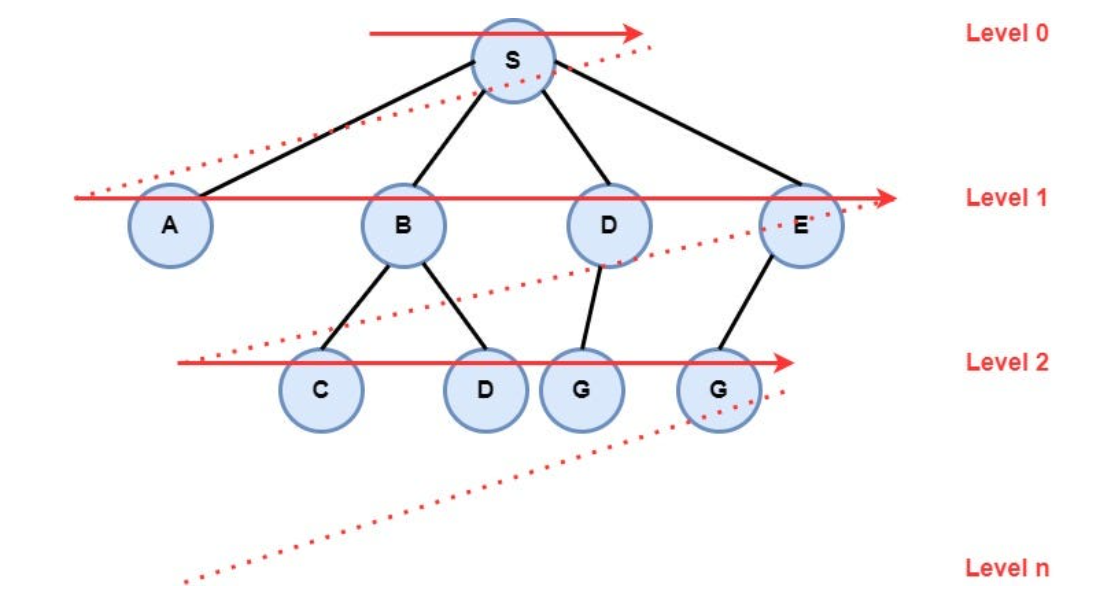 S Level 0
A B D E Level 1
C D G G Level 2
Level n